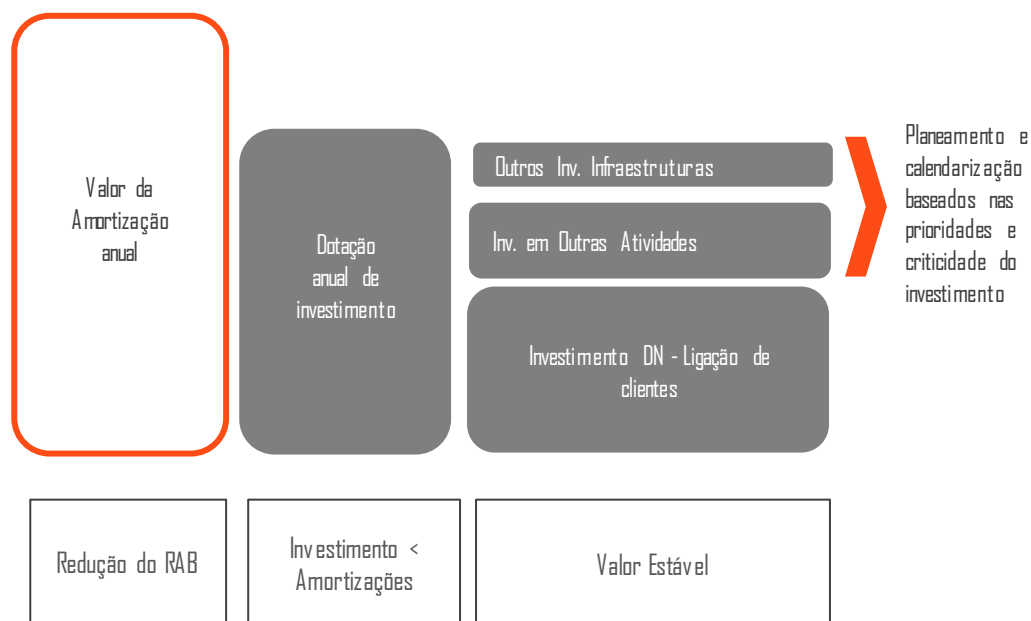 Valor da
Amortização
anual
Dotação
anual de
investimento
Outros Inv. Infraestruturas
Inv. em Outras Atividades
Investimento DN - Ligação de
clientes
Planeamento e
calendarização
baseados nas
prioridades e
criticidade do
investimento
Redução do RAB
Investimento <
Amortizações
Valor Estável